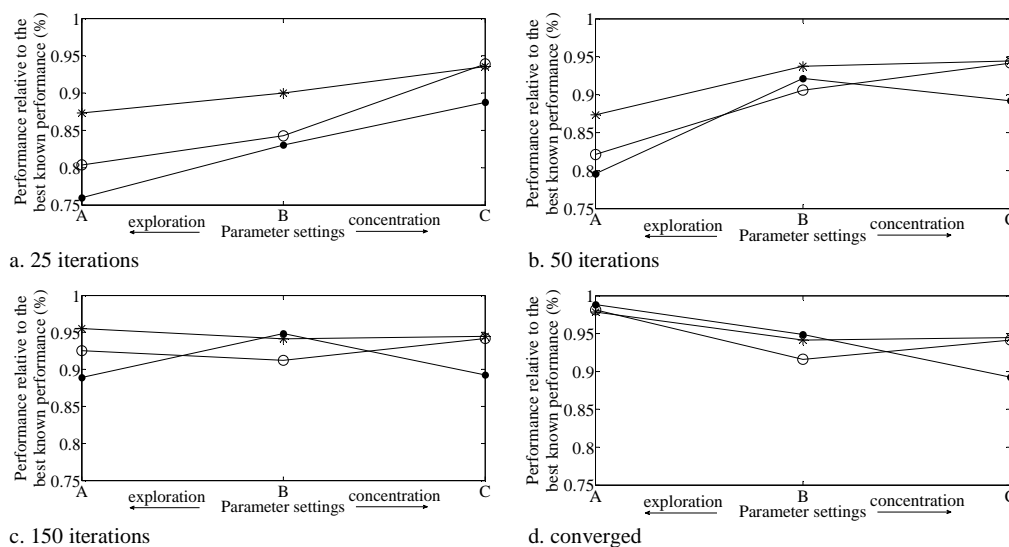 Performance relative to the
best known performance (%)
1
0.95
0.9
0.85
0.8
0.75
A
B
C
exploration
Parameter settings
concentration
a. 25 iterations
Performance relative to the
best known performance (%)
1
0.95
0.9
0.85
0.8
0.75
A
B
C
exploration
Parameter settings
concentration
b. 50 iterations
Performance relative to the
best known performance (%)
1
0.95
0.9
0.85
0.8
0.75
A
B
C
exploration
Parameter settings
concentration
c. 150 iterations
Performance relative to the
best known performance (%)
1
0.95
0.9
0.85
0.8
0.75
A
B
C
exploration
Parameter settings
concentration
d. converged